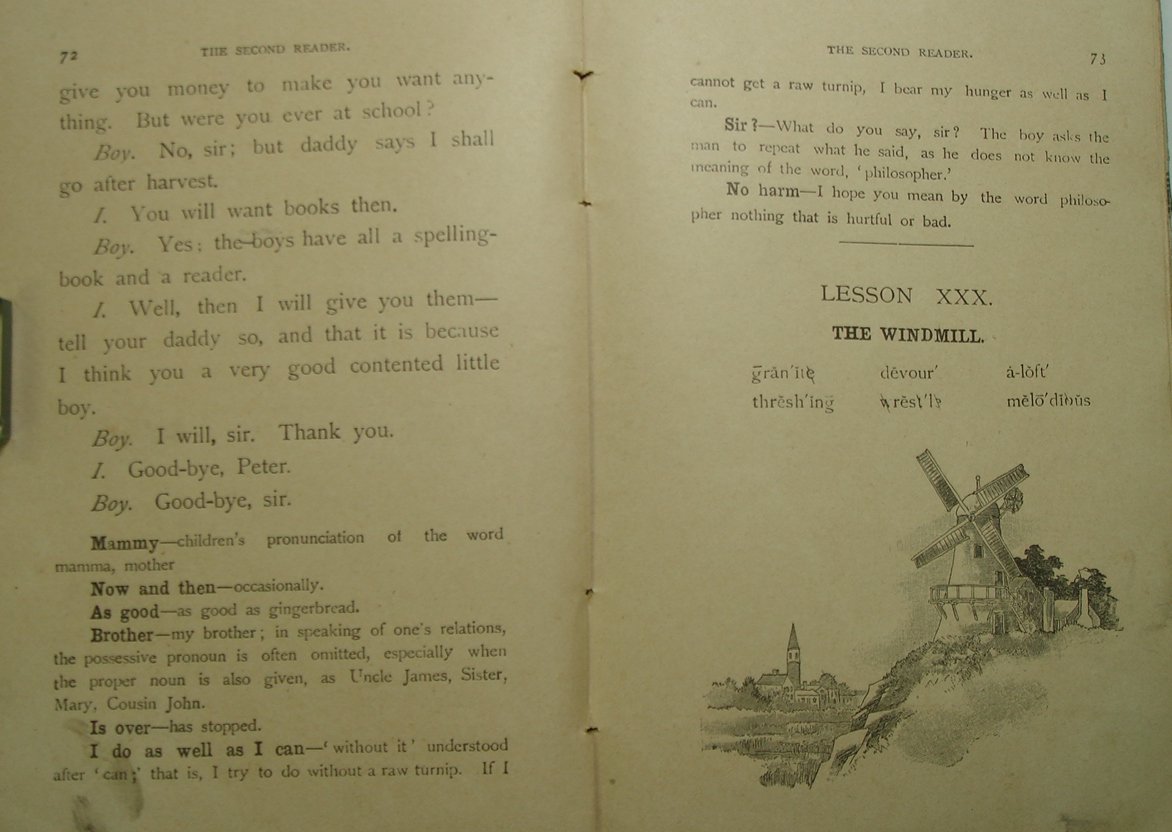 72 THE SECOND READER.
give you money to make you want any-
thing. But were you ever at school?
Boy. No, sir; but daddy says I shall
go after harvest.
I. You will want books then.
Boy. Yes: the boys have all a spelling-
book and a reader.
I. Well, then I will give you them—
tell your daddy so, and that it is because
I think you a very good contented little
boy.
Boy. I will, sir. Thank you.
I. Good-bye, Peter.
Boy. Good-bye, sir.
Mammy—children's pronunciation of the word
mamma, mother
Now and then—occasionally.
As good—as good as gingerbread.
Brother—my brother; in speaking of one's relations,
the possessive pronoun is often omitted, especially when
the proper noun is also given, as Uncle James, Sister,
Mary, Cousin John.
Is over—has stopped.
I do as well as I can—‘without it’ understood
after ‘can;’ that is, I try to do without a raw turnip. If I
THE SECOND READER. 73
cannot get a raw turnip, I bear my hunger as well as I
can.
Sir?—What do you say, sir? The boy asks the
man to repeat what he said, as he does not know the
meaning of the word, ‘philosopher.’
No harm—I hope you mean by the word philoso-
pher nothing that is hurtful or bad.
LESSON XXX.
THE WINDMILL.
ḡrăn′ĭte dēvour′ á-lŏft′
thrĕsh′ing wrĕst′le mĕlō′dĭoŭs